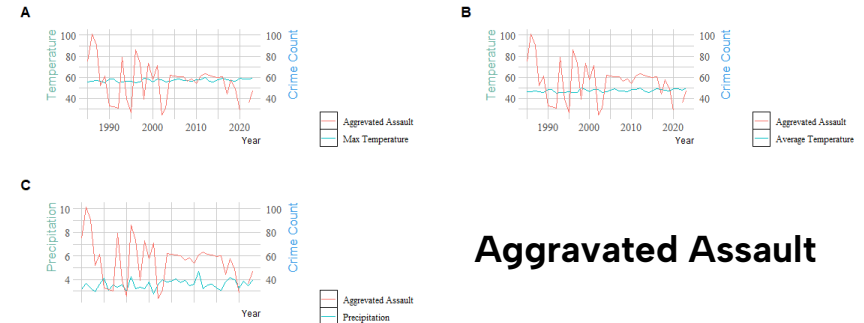 A
Temperature
100
80
60
40
100
80
60
40
Crime Count
1990
2000
2010
2020
Year
Aggrevated Assault
Max Temperature
B
Temperature
100
80
60
40
100
80
60
40
Crime Count
1990
2000
2010
2020
Year
Aggrevated Assault
Average Temperature
C
Precipitation
10
8
6
4
100
80
60
40
Crime Count
Year
Aggrevated Assault
Precipitation
Aggravated Assault